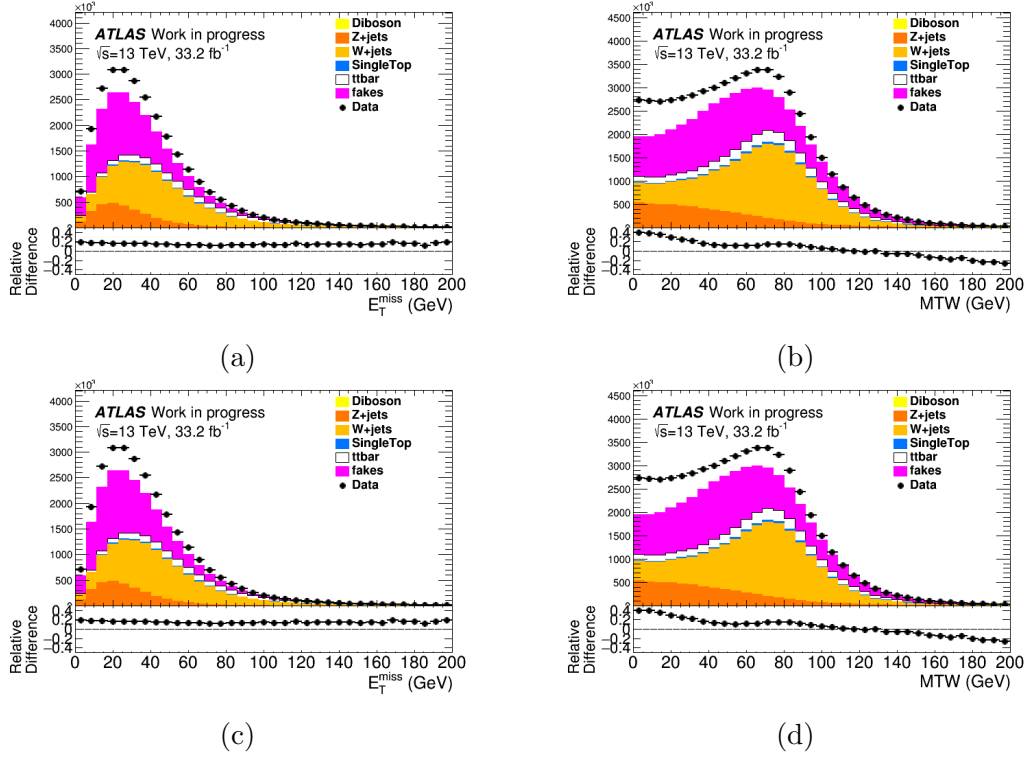 ×10³
4000
3500
3000
2500
2000
1500
1000
500
ATLAS Work in progress
√s=13 TeV, 33.2 fb⁻¹
Diboson
Z+jets
W+jets
SingleTop
ttbar
fakes
Data
Relative
Difference
0.4
0.2
0
−0.2
−0.4
0 20 40 60 80 100 120 140 160 180 200
E_T^miss (GeV)
(a)
×10³
4500
4000
3500
3000
2500
2000
1500
1000
500
ATLAS Work in progress
√s=13 TeV, 33.2 fb⁻¹
Diboson
Z+jets
W+jets
SingleTop
ttbar
fakes
Data
Relative
Difference
0.4
0.2
0
−0.2
−0.4
0 20 40 60 80 100 120 140 160 180 200
MTW (GeV)
(b)
×10³
4000
3500
3000
2500
2000
1500
1000
500
ATLAS Work in progress
√s=13 TeV, 33.2 fb⁻¹
Diboson
Z+jets
W+jets
SingleTop
ttbar
fakes
Data
Relative
Difference
0.4
0.2
0
−0.2
−0.4
0 20 40 60 80 100 120 140 160 180 200
E_T^miss (GeV)
(c)
×10³
4500
4000
3500
3000
2500
2000
1500
1000
500
ATLAS Work in progress
√s=13 TeV, 33.2 fb⁻¹
Diboson
Z+jets
W+jets
SingleTop
ttbar
fakes
Data
Relative
Difference
0.4
0.2
0
−0.2
−0.4
0 20 40 60 80 100 120 140 160 180 200
MTW (GeV)
(d)